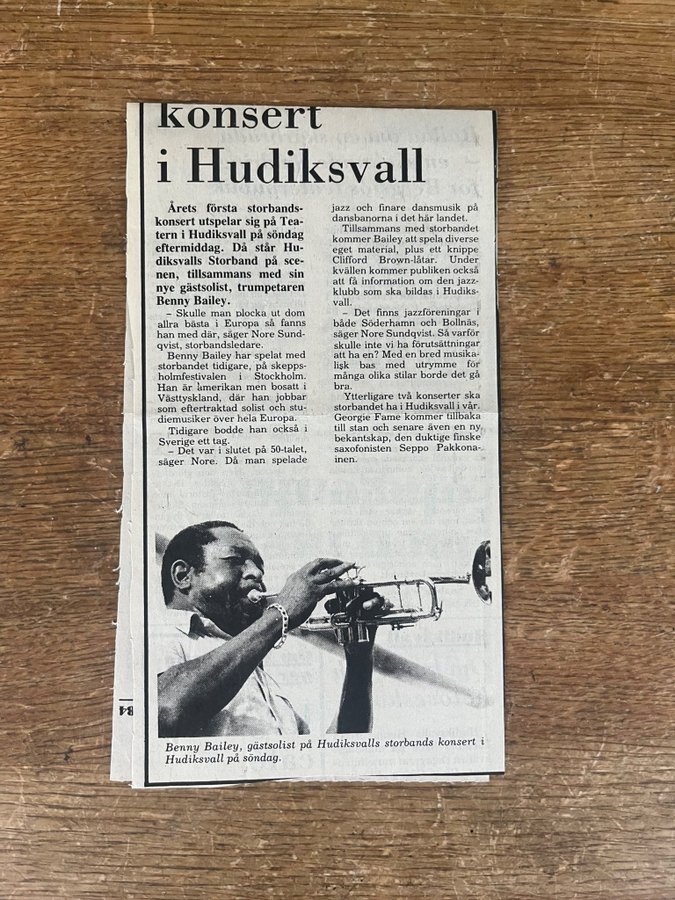 konsert
i Hudiksvall
Årets första storbands-
konsert utspelar sig på Tea-
tern i Hudiksvall på söndag
eftermiddag. Då står Hu-
diksvalls Storband på sce-
nen, tillsammans med sin
nye gästsolist, trumpetaren
Benny Bailey.
– Skulle man plocka ut dom
allra bästa i Europa så fanns
han med där, säger Nore Sund-
qvist, storbandsledare.
Benny Bailey har spelat med
storbandet tidigare, på skepps-
holmfestivalen i Stockholm.
Han är amerikan men bosatt i
Västtyskland, där han jobbar
som eftertraktad solist och stu-
diemusiker över hela Europa.
Tidigare bodde han också i
Sverige ett tag.
– Det var i slutet på 50-talet,
säger Nore. Då man spelade
jazz och finare dansmusik på
dansbanorna i det här landet.
Tillsammans med storbandet
kommer Bailey att spela diverse
eget material, plus ett knippe
Clifford Brown-låtar. Under
kvällen kommer publiken också
att få information om den jazz-
klubb som ska bildas i Hudiks-
vall.
– Det finns jazzföreningar i
både Söderhamn och Bollnäs,
säger Nore Sundqvist. Så varför
skulle inte vi ha förutsättningar
att ha en? Med en bred musika-
lisk bas med utrymme för
många olika stilar borde det gå
bra.
Ytterligare två konserter ska
storbandet ha i Hudiksvall i vår.
Georgie Fame kommer tillbaka
till stan och senare även en ny
bekantskap, den duktige finske
saxofonisten Seppo Pakkona-
inen.
Benny Bailey, gästsolist på Hudiksvalls storbands konsert i
Hudiksvall på söndag.
84